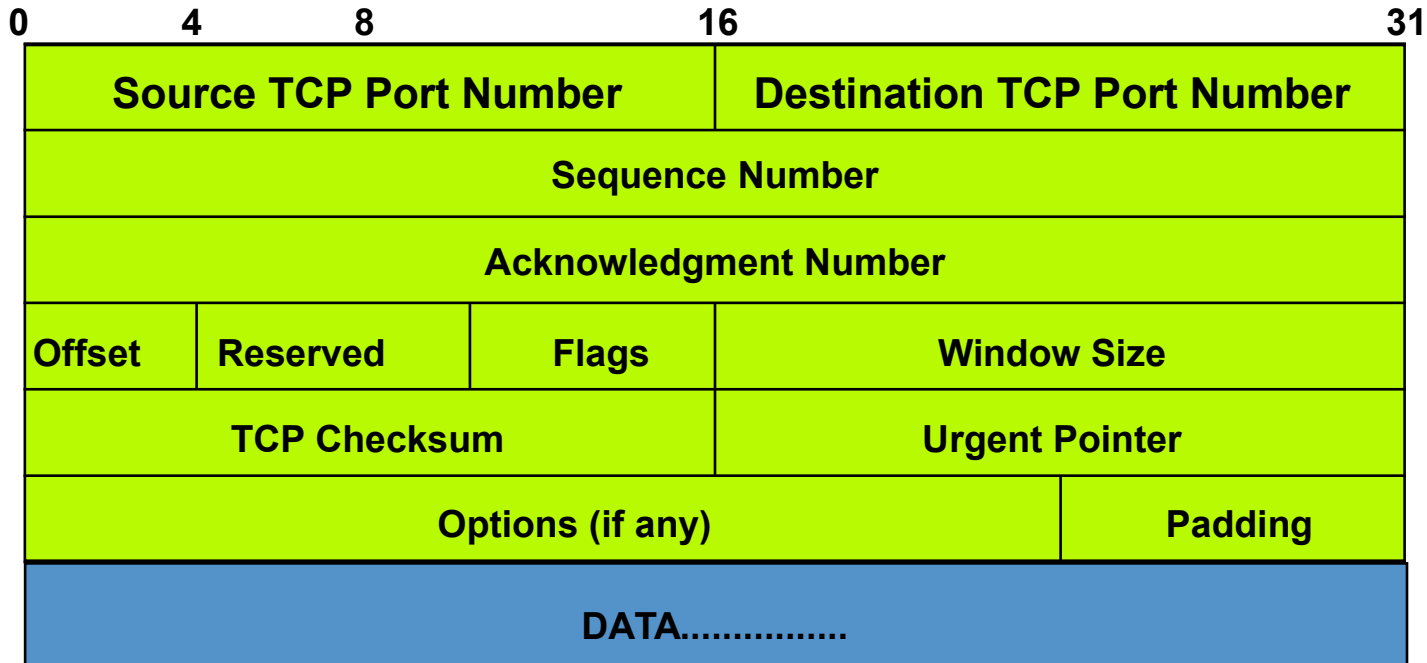 0 4 8 16 31
Source TCP Port Number Destination TCP Port Number
Sequence Number
Acknowledgment Number
Offset Reserved Flags Window Size
TCP Checksum Urgent Pointer
Options (if any) Padding
DATA................